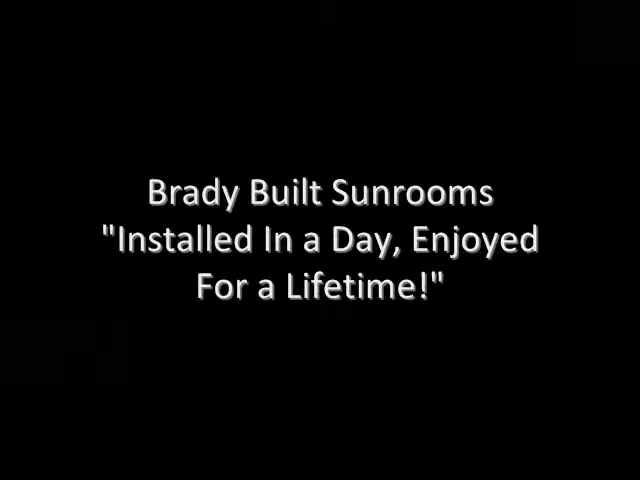 Brady Built Sunrooms
"Installed In a Day, Enjoyed
For a Lifetime!"